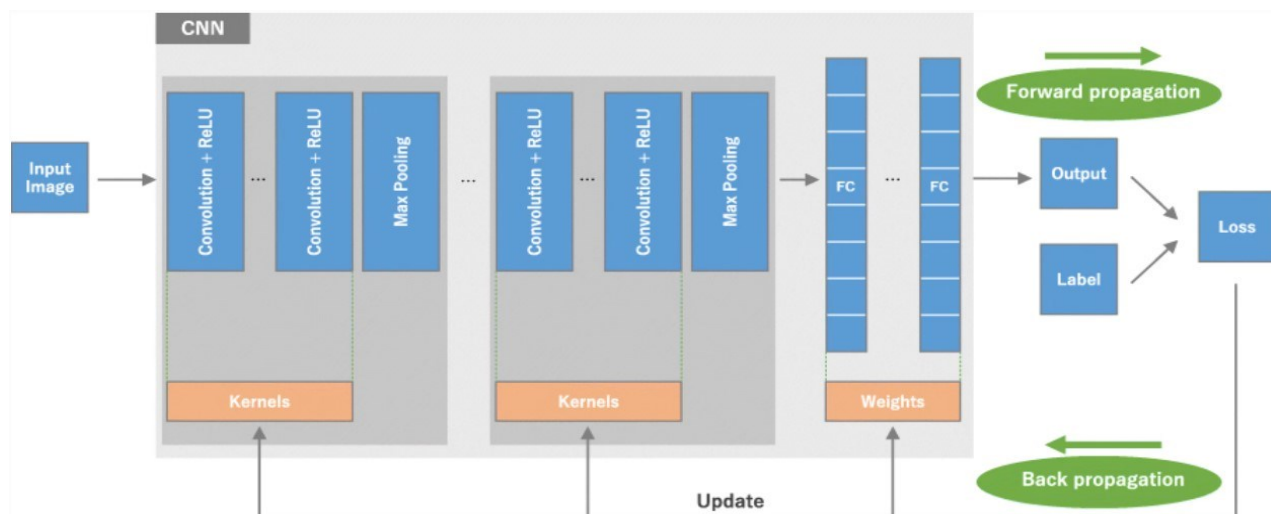 CNN
Forward propagation
Input
Image
Convolution + ReLU
...
Convolution + ReLU
Max Pooling
...
Convolution + ReLU
...
Convolution + ReLU
Max Pooling
FC
...
FC
Output
Label
Loss
Kernels
Kernels
Weights
Back propagation
Update